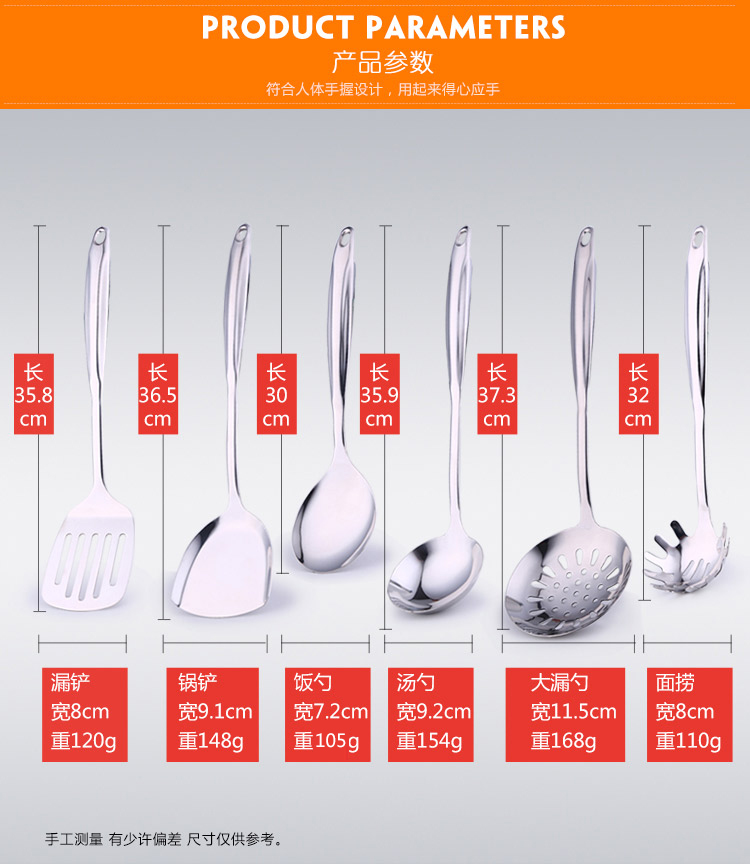 PRODUCT PARAMETERS
产品参数
符合人体手握设计，用起来得心应手
长
35.8
cm
长
36.5
cm
长
30
cm
长
35.9
cm
长
37.3
cm
长
32
cm
漏铲
宽8cm
重120g
锅铲
宽9.1cm
重148g
饭勺
宽7.2cm
重105g
汤勺
宽9.2cm
重154g
大漏勺
宽11.5cm
重168g
面捞
宽8cm
重110g
手工测量 有少许偏差 尺寸仅供参考。